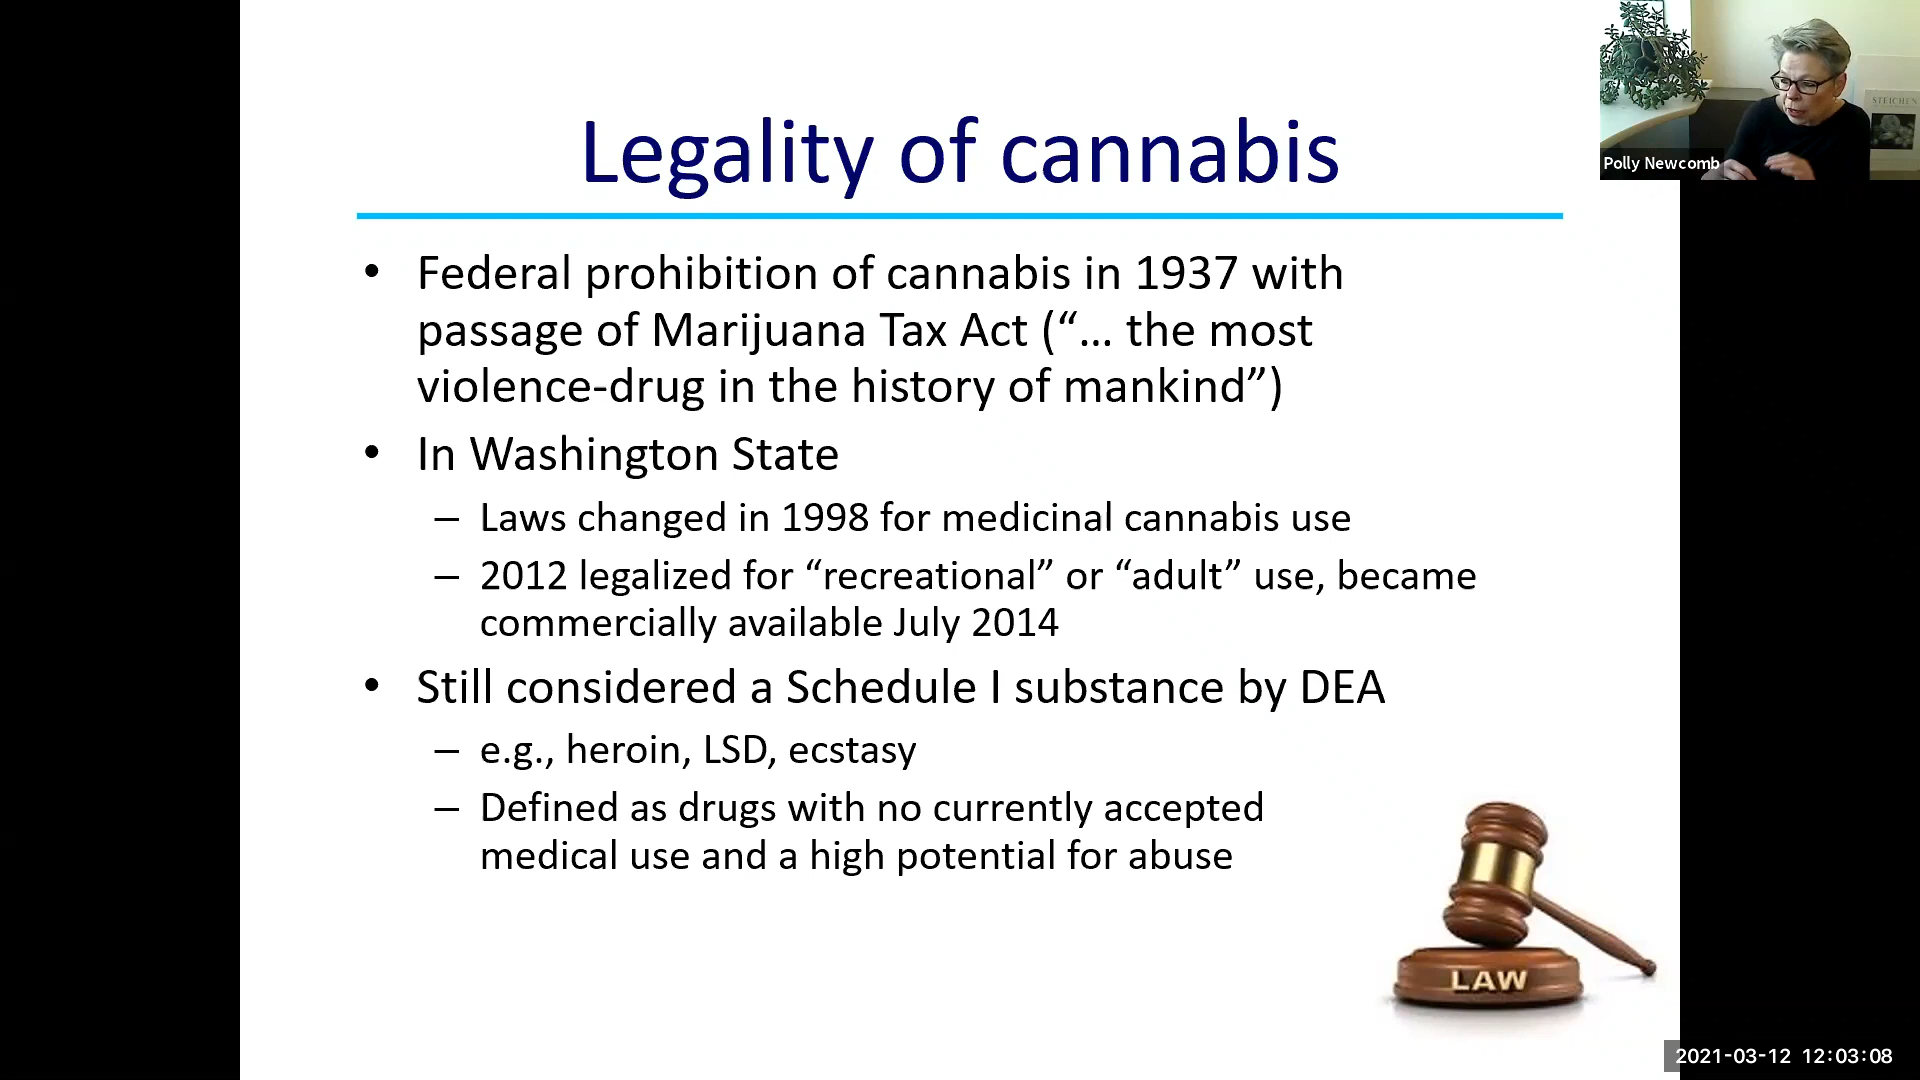 Legality of cannabis
• Federal prohibition of cannabis in 1937 with
passage of Marijuana Tax Act (“... the most
violence-drug in the history of mankind”)
• In Washington State
– Laws changed in 1998 for medicinal cannabis use
– 2012 legalized for “recreational” or “adult” use, became
commercially available July 2014
• Still considered a Schedule I substance by DEA
– e.g., heroin, LSD, ecstasy
– Defined as drugs with no currently accepted
medical use and a high potential for abuse
LAW
STEICHEN
Polly Newcomb
2021-03-12 12:03:08